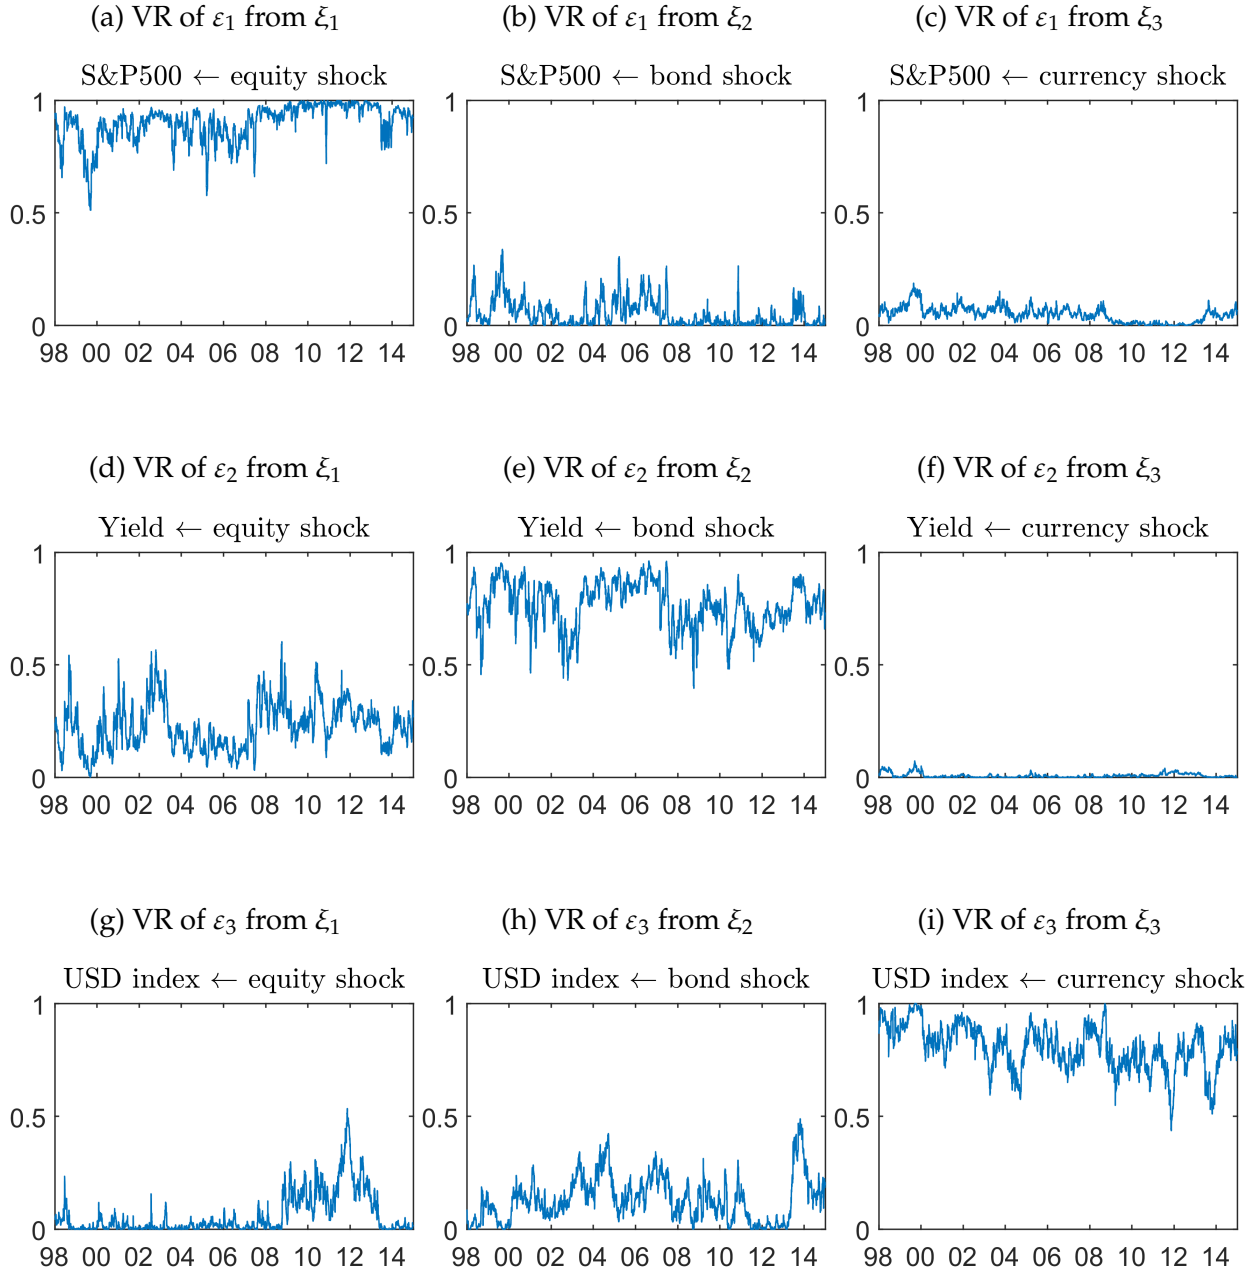 (a) VR of ε₁ from ξ₁
(b) VR of ε₁ from ξ₂
(c) VR of ε₁ from ξ₃
S&P500 ← equity shock
S&P500 ← bond shock
S&P500 ← currency shock
1
0.5
0
98 00 02 04 06 08 10 12 14
1
0.5
0
98 00 02 04 06 08 10 12 14
1
0.5
0
98 00 02 04 06 08 10 12 14
(d) VR of ε₂ from ξ₁
(e) VR of ε₂ from ξ₂
(f) VR of ε₂ from ξ₃
Yield ← equity shock
Yield ← bond shock
Yield ← currency shock
1
0.5
0
98 00 02 04 06 08 10 12 14
1
0.5
0
98 00 02 04 06 08 10 12 14
1
0.5
0
98 00 02 04 06 08 10 12 14
(g) VR of ε₃ from ξ₁
(h) VR of ε₃ from ξ₂
(i) VR of ε₃ from ξ₃
USD index ← equity shock
USD index ← bond shock
USD index ← currency shock
1
0.5
0
98 00 02 04 06 08 10 12 14
1
0.5
0
98 00 02 04 06 08 10 12 14
1
0.5
0
98 00 02 04 06 08 10 12 14